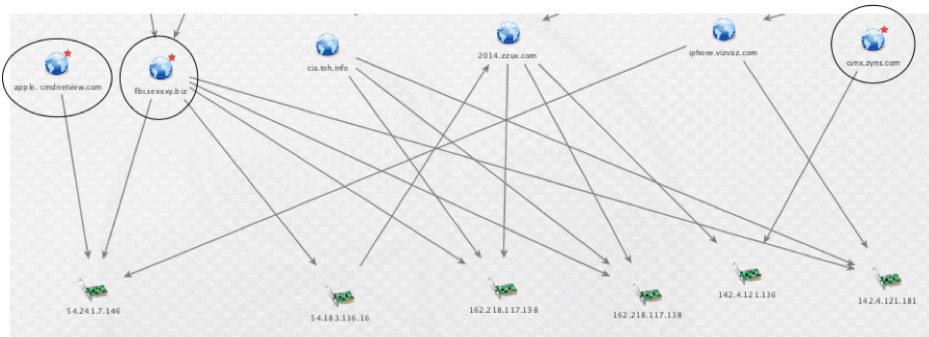 apple. cmdnetview.com
fbi.sexxxy.biz
cia.toh.info
2014.zzux.com
iphone.vizvaz.com
cvnx.zyns.com
54.241.7.146
54.183.136.16
162.218.117.138
162.218.117.138
142.4.121.136
142.4.121.181